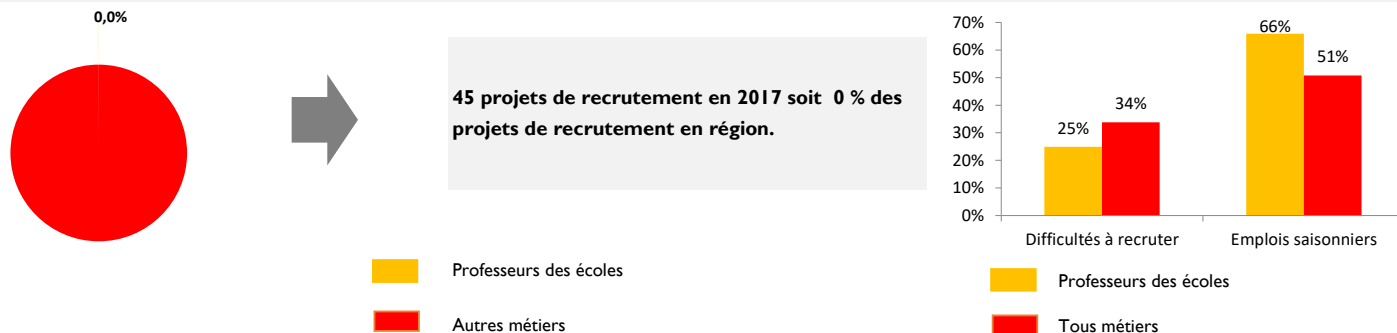 0,0%
45 projets de recrutement en 2017 soit 0 % des
projets de recrutement en région.
Professeurs des écoles
Autres métiers
70%
60%
50%
40%
30%
20%
10%
0%
25%
34%
66%
51%
Difficultés à recruter
Emplois saisonniers
Professeurs des écoles
Tous métiers